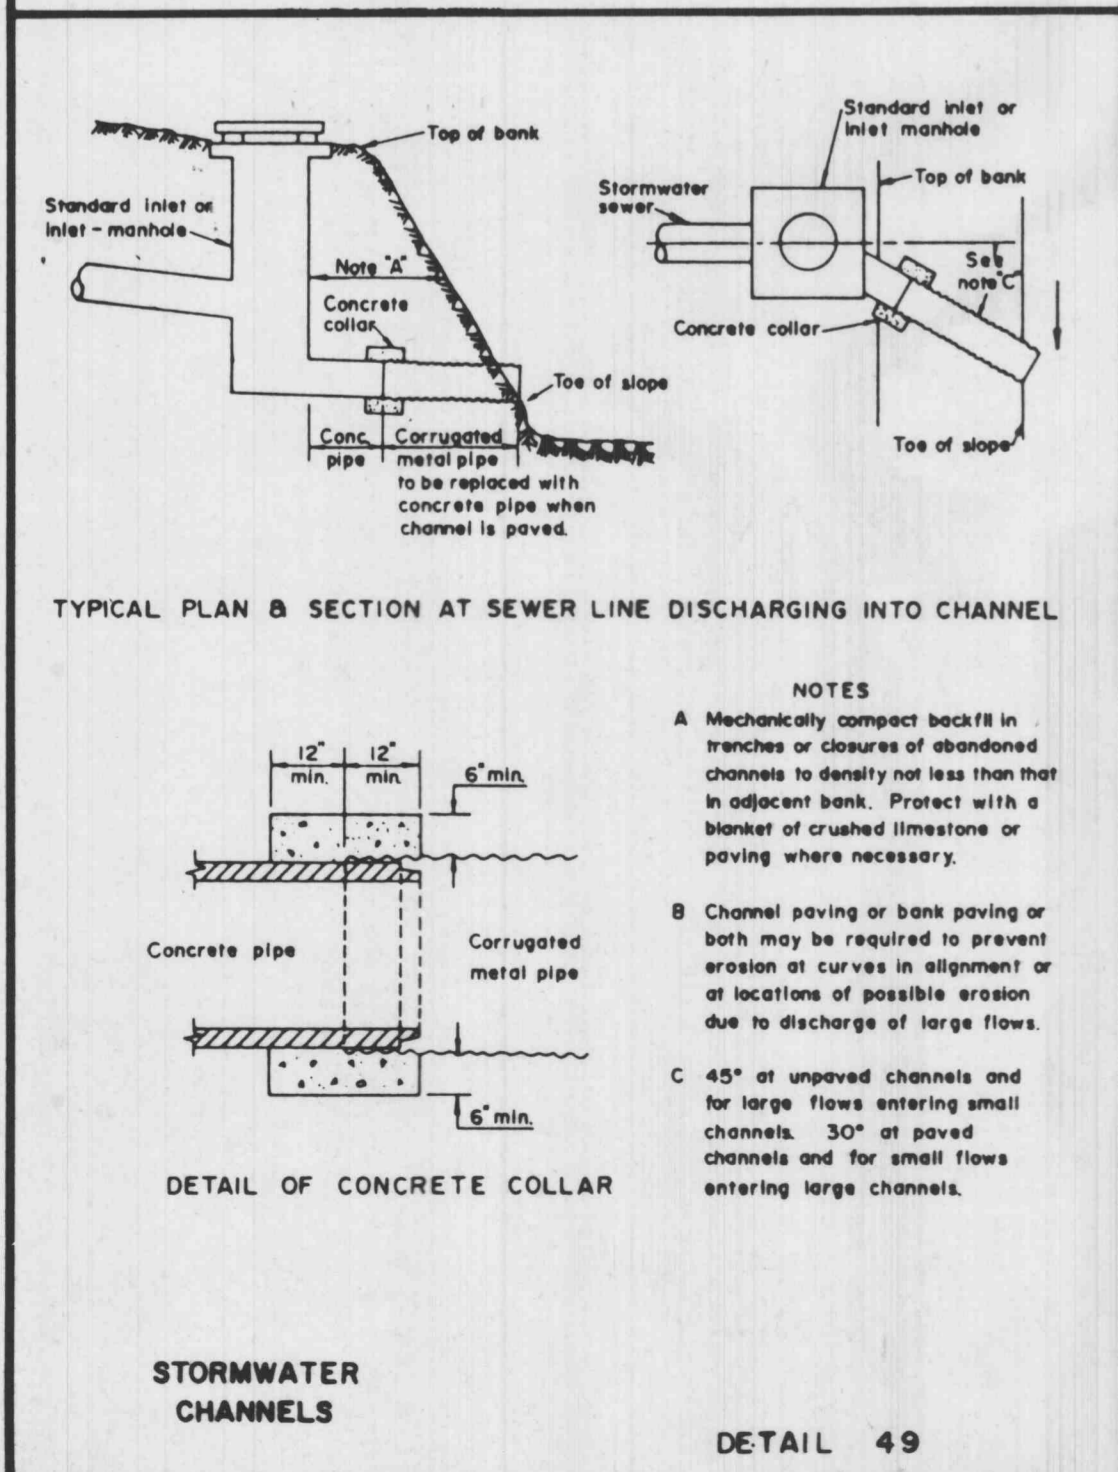 Top of bank
Standard inlet or
inlet-manhole
Note "A"
Concrete
collar
Toe of slope
Conc.
pipe
Corrugated
metal pipe
to be replaced with
concrete pipe when
channel is paved.
Standard inlet or
inlet manhole
Top of bank
Stormwater
sewer
See
note "C"
Concrete collar
Toe of slope
TYPICAL PLAN & SECTION AT SEWER LINE DISCHARGING INTO CHANNEL
12"
min.
12"
min.
6" min.
Concrete pipe
Corrugated
metal pipe
6" min.
DETAIL OF CONCRETE COLLAR
NOTES
A Mechanically compact backfill in
trenches or closures of abandoned
channels to density not less than that
in adjacent bank. Protect with a
blanket of crushed limestone or
paving where necessary.
B Channel paving or bank paving or
both may be required to prevent
erosion at curves in alignment or
at locations of possible erosion
due to discharge of large flows.
C 45° at unpaved channels and
for large flows entering small
channels. 30° at paved
channels and for small flows
entering large channels.
STORMWATER
CHANNELS
DETAIL 49